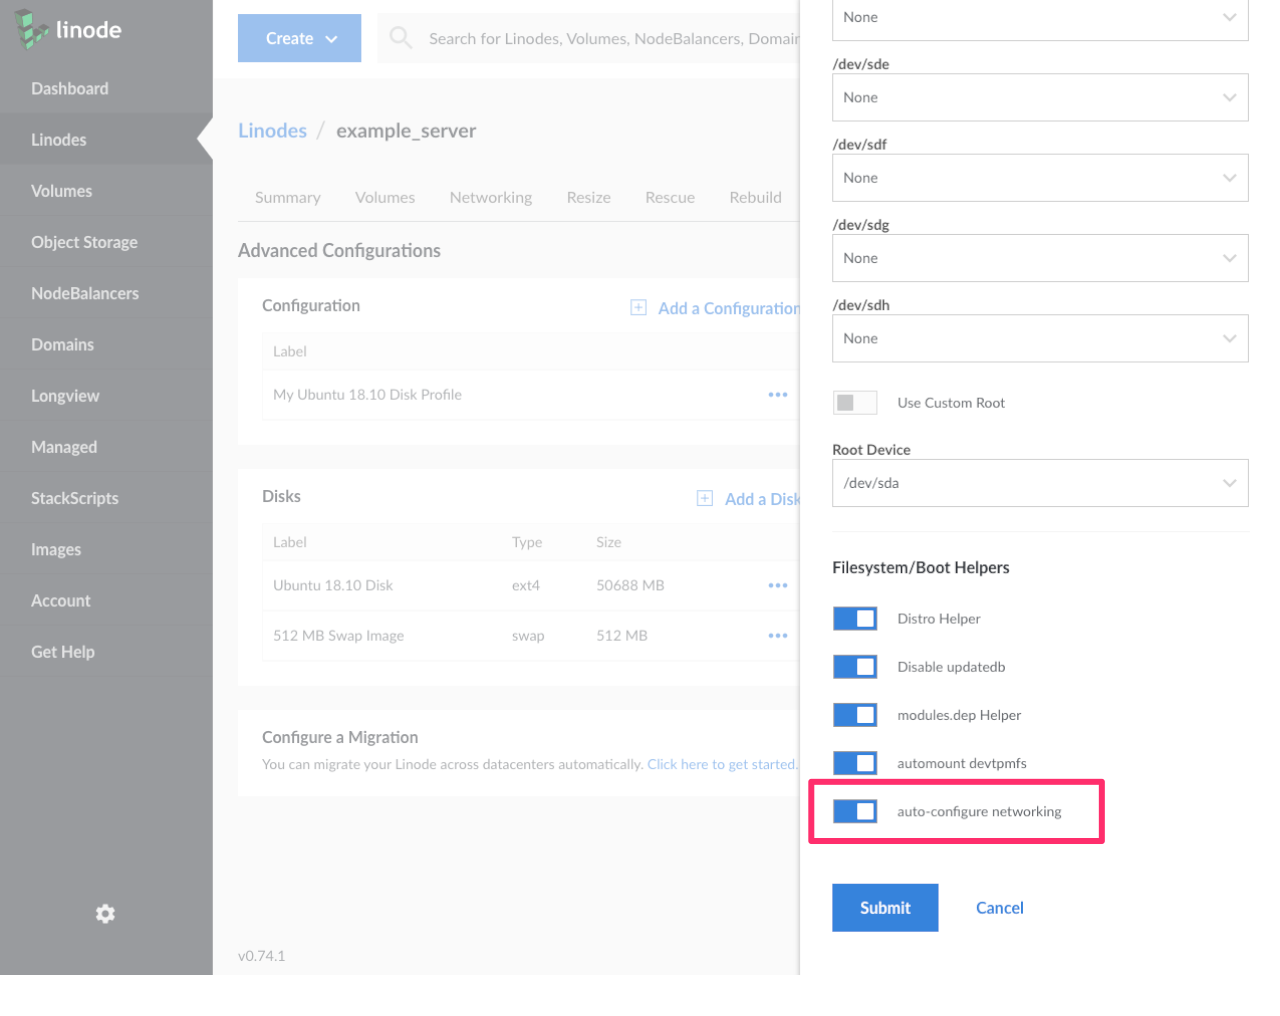 linode
Dashboard
Linodes
Volumes
Object Storage
NodeBalancers
Domains
Longview
Managed
StackScripts
Images
Account
Get Help
Create
Search for Linodes, Volumes, NodeBalancers, Domain
Linodes / example_server
Summary Volumes Networking Resize Rescue Rebuild
Advanced Configurations
Configuration
Add a Configuration
Label
My Ubuntu 18.10 Disk Profile
Disks
Add a Disk
Label Type Size
Ubuntu 18.10 Disk ext4 50688 MB
512 MB Swap Image swap 512 MB
Configure a Migration
You can migrate your Linode across datacenters automatically. Click here to get started.
v0.74.1
None
/dev/sde
None
/dev/sdf
None
/dev/sdg
None
/dev/sdh
None
Use Custom Root
Root Device
/dev/sda
Filesystem/Boot Helpers
Distro Helper
Disable updatedb
modules.dep Helper
automount devtpmfs
auto-configure networking
Submit Cancel